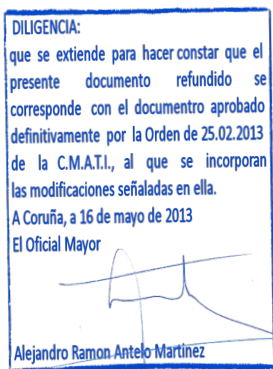 DILIGENCIA:
que se extiende para hacer constar que el
presente documento refundido se
corresponde con el documentro aprobado
definitivamente por la Orden de 25.02.2013
de la C.M.A.T.I., al que se incorporan
las modificaciones señaladas en ella.
A Coruña, a 16 de mayo de 2013
El Oficial Mayor
Alejandro Ramon Antelo Martinez